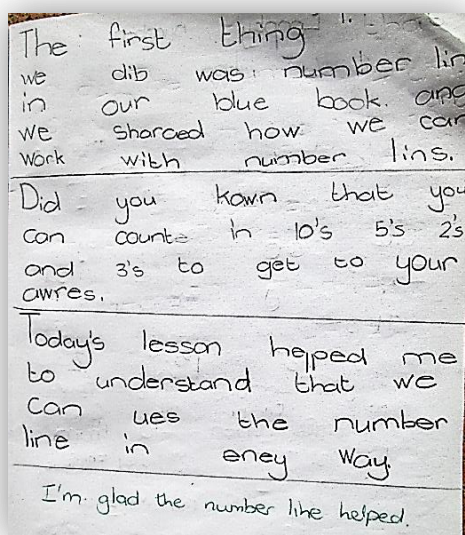 The first thing
we dib was number lin
in our blue book. and
we sharced how we can
work with number lins.
Did you kown that you
can count in 10's 5's 2's
and 3's to get to your
awres.
Today's lesson helped me
to understand that we
can ues the number
line in eney way.
I'm glad the number line helped.